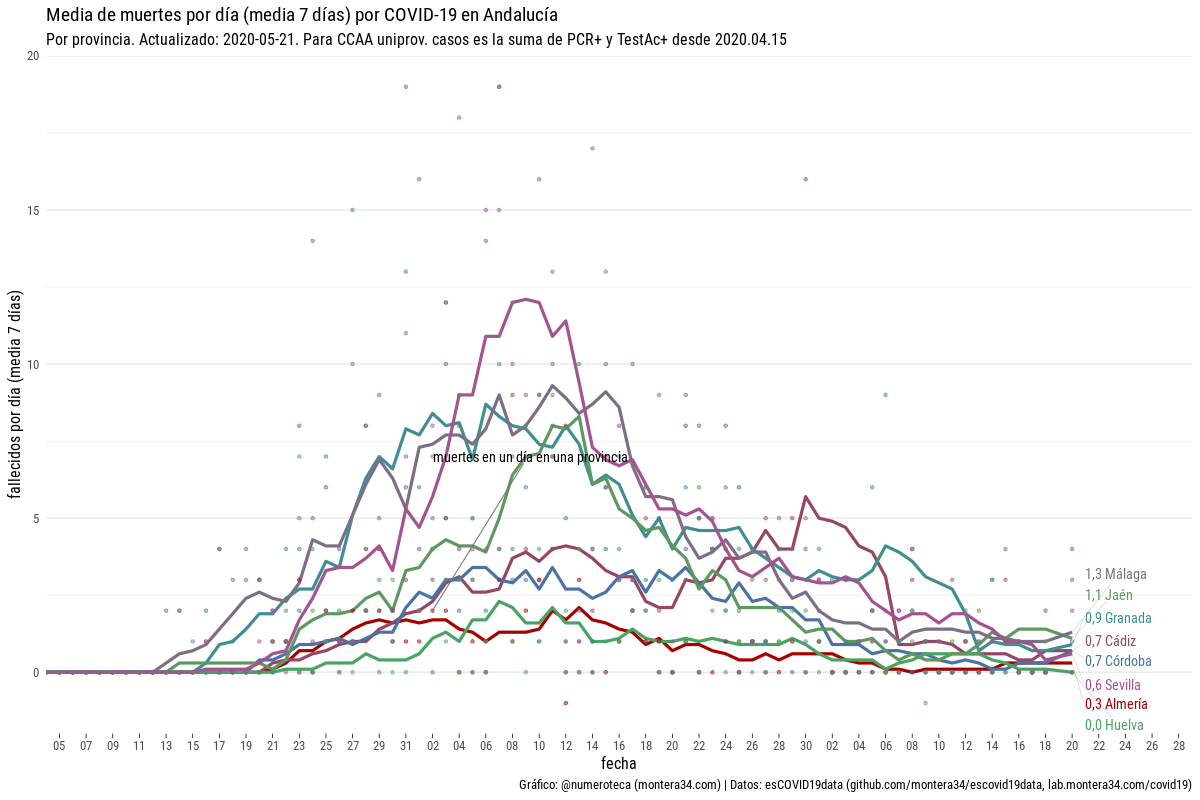 Media de muertes por día (media 7 días) por COVID-19 en Andalucía
Por provincia. Actualizado: 2020-05-21. Para CCAA uniprov. casos es la suma de PCR+ y TestAc+ desde 2020.04.15
fallecidos por día (media 7 días)
20
15
10
5
0
muertes en un día en una provincia
1,3 Málaga
1,1 Jaén
0,9 Granada
0,7 Cádiz
0,7 Córdoba
0,6 Sevilla
0,3 Almería
0,0 Huelva
05 07 09 11 13 15 17 19 21 23 25 27 29 31 02 04 06 08 10 12 14 16 18 20 22 24 26 28 30 02 04 06 08 10 12 14 16 18 20 22 24 26 28
fecha
Gráfico: @numeroteca (montera34.com) | Datos: esCOVID19data (github.com/montera34/escovid19data, lab.montera34.com/covid19)